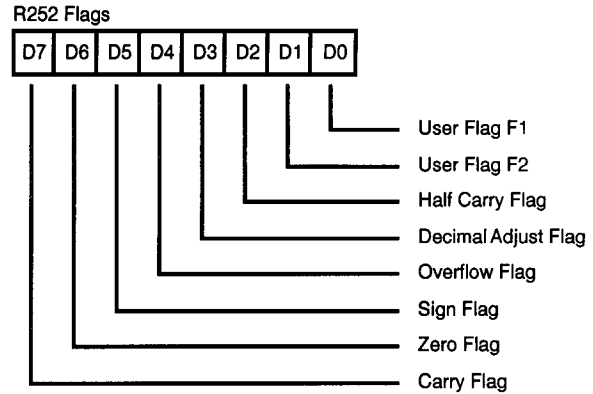 R252 Flags
D7 D6 D5 D4 D3 D2 D1 D0
User Flag F1
User Flag F2
Half Carry Flag
Decimal Adjust Flag
Overflow Flag
Sign Flag
Zero Flag
Carry Flag